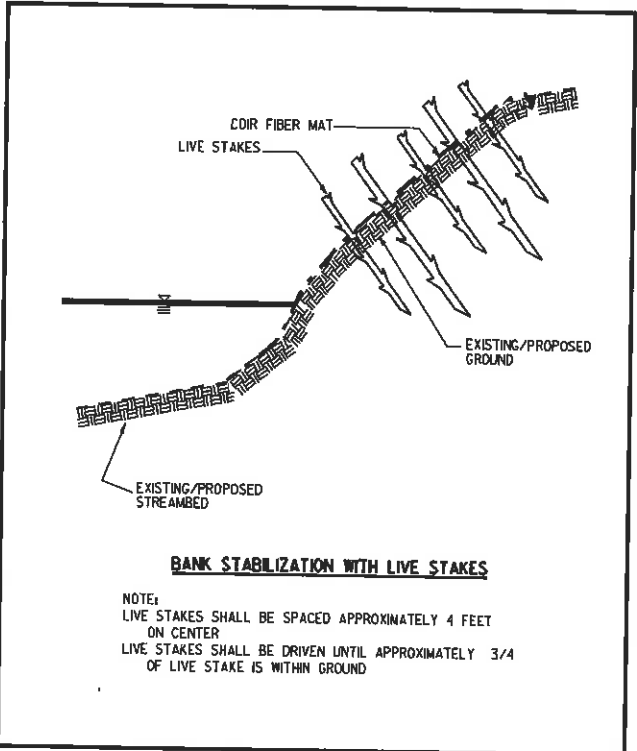 COIR FIBER MAT
LIVE STAKES
EXISTING/PROPOSED
GROUND
EXISTING/PROPOSED
STREAMBED
BANK STABILIZATION WITH LIVE STAKES
NOTE:
LIVE STAKES SHALL BE SPACED APPROXIMATELY 4 FEET
ON CENTER
LIVE STAKES SHALL BE DRIVEN UNTIL APPROXIMATELY 3/4
OF LIVE STAKE IS WITHIN GROUND